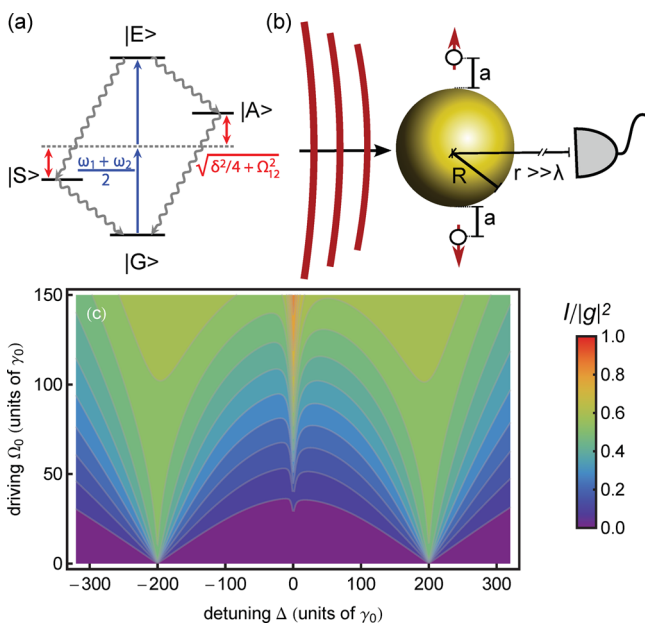 (a)
|E>
|A>
|S>
ω₁ + ω₂
2
√δ²/4 + Ω²₁₂
|G>
(b)
a
R
r >> λ
a
(c)
I/|g|²
1.0
0.8
0.6
0.4
0.2
0.0
150
100
50
0
driving Ω₀ (units of γ₀)
−300
−200
−100
0
100
200
300
detuning Δ (units of γ₀)